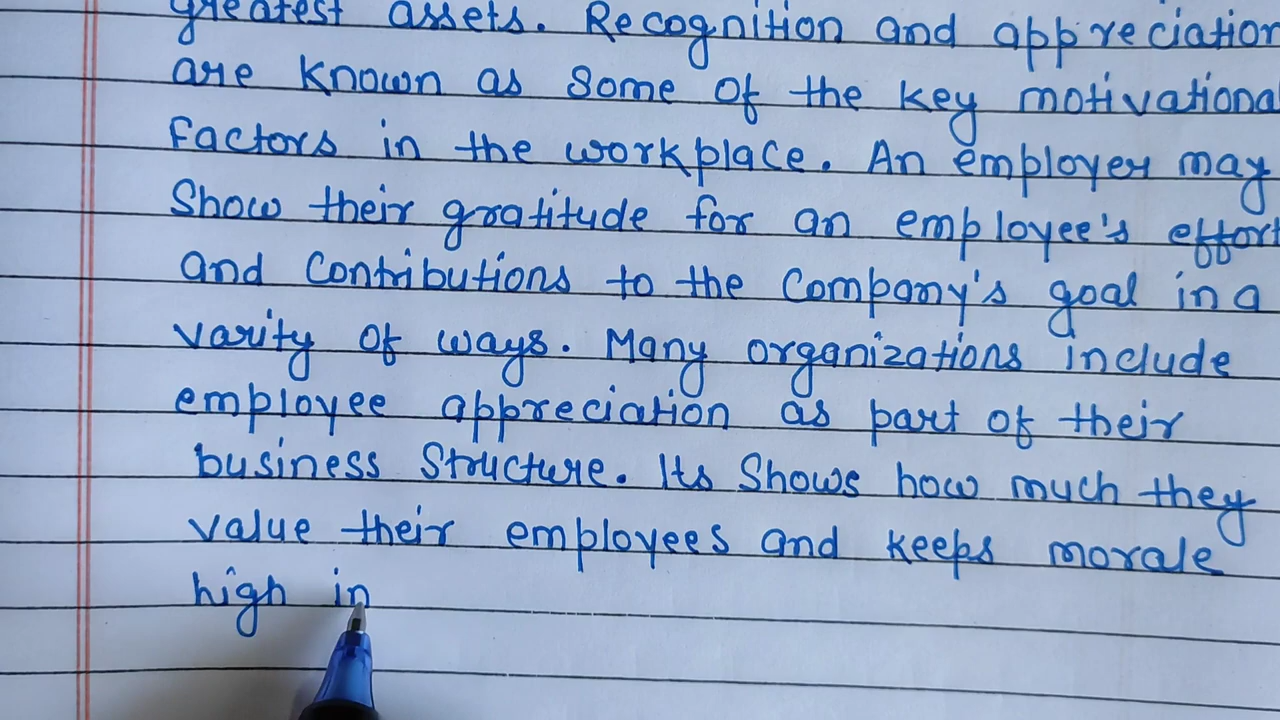 greatest assets. Recognition and appreciation
are known as some of the key motivational
factors in the workplace. An employer may
Show their gratitude for an employee's effort
and contributions to the company's goal in a
varity of ways. Many organizations include
employee appreciation as part of their
business structure. Its Shows how much they
value their employees and keeps morale
high in